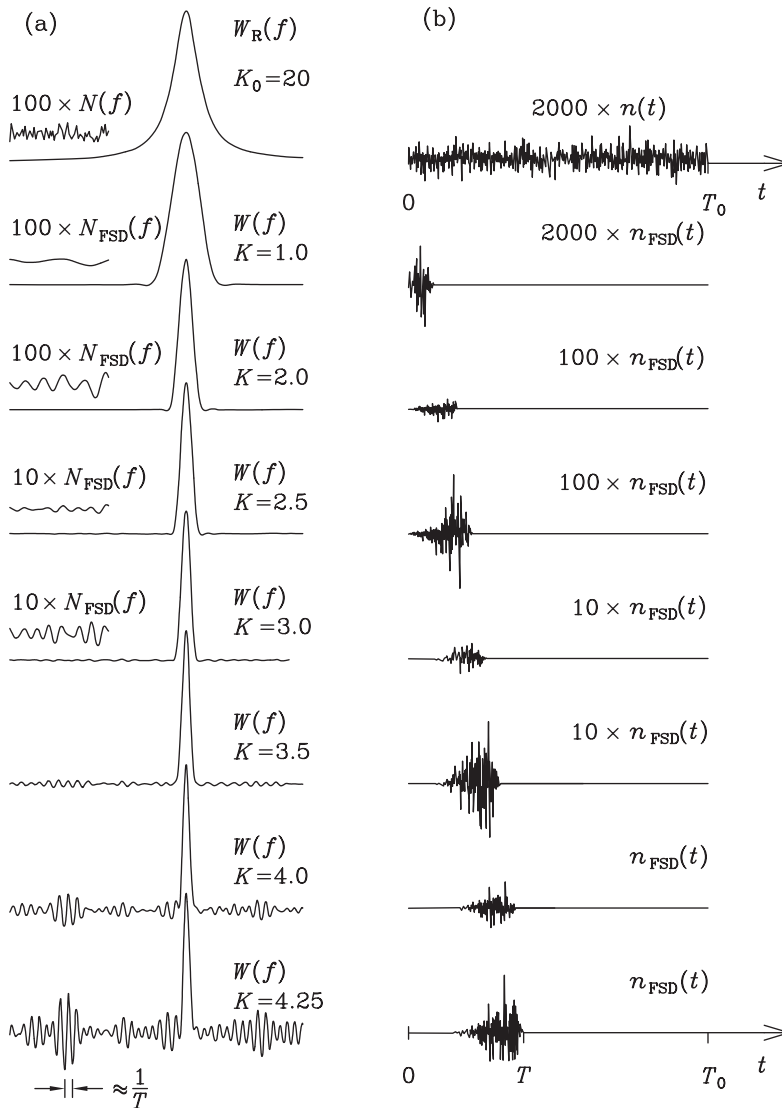 (a)
W_R(f)
K_0=20
100 × N(f)
100 × N_FSD(f)
W(f)
K=1.0
100 × N_FSD(f)
W(f)
K=2.0
10 × N_FSD(f)
W(f)
K=2.5
10 × N_FSD(f)
W(f)
K=3.0
W(f)
K=3.5
W(f)
K=4.0
W(f)
K=4.25
≈ 1/T
(b)
2000 × n(t)
0 T_0 t
2000 × n_FSD(t)
100 × n_FSD(t)
100 × n_FSD(t)
10 × n_FSD(t)
10 × n_FSD(t)
n_FSD(t)
n_FSD(t)
0 T T_0 t